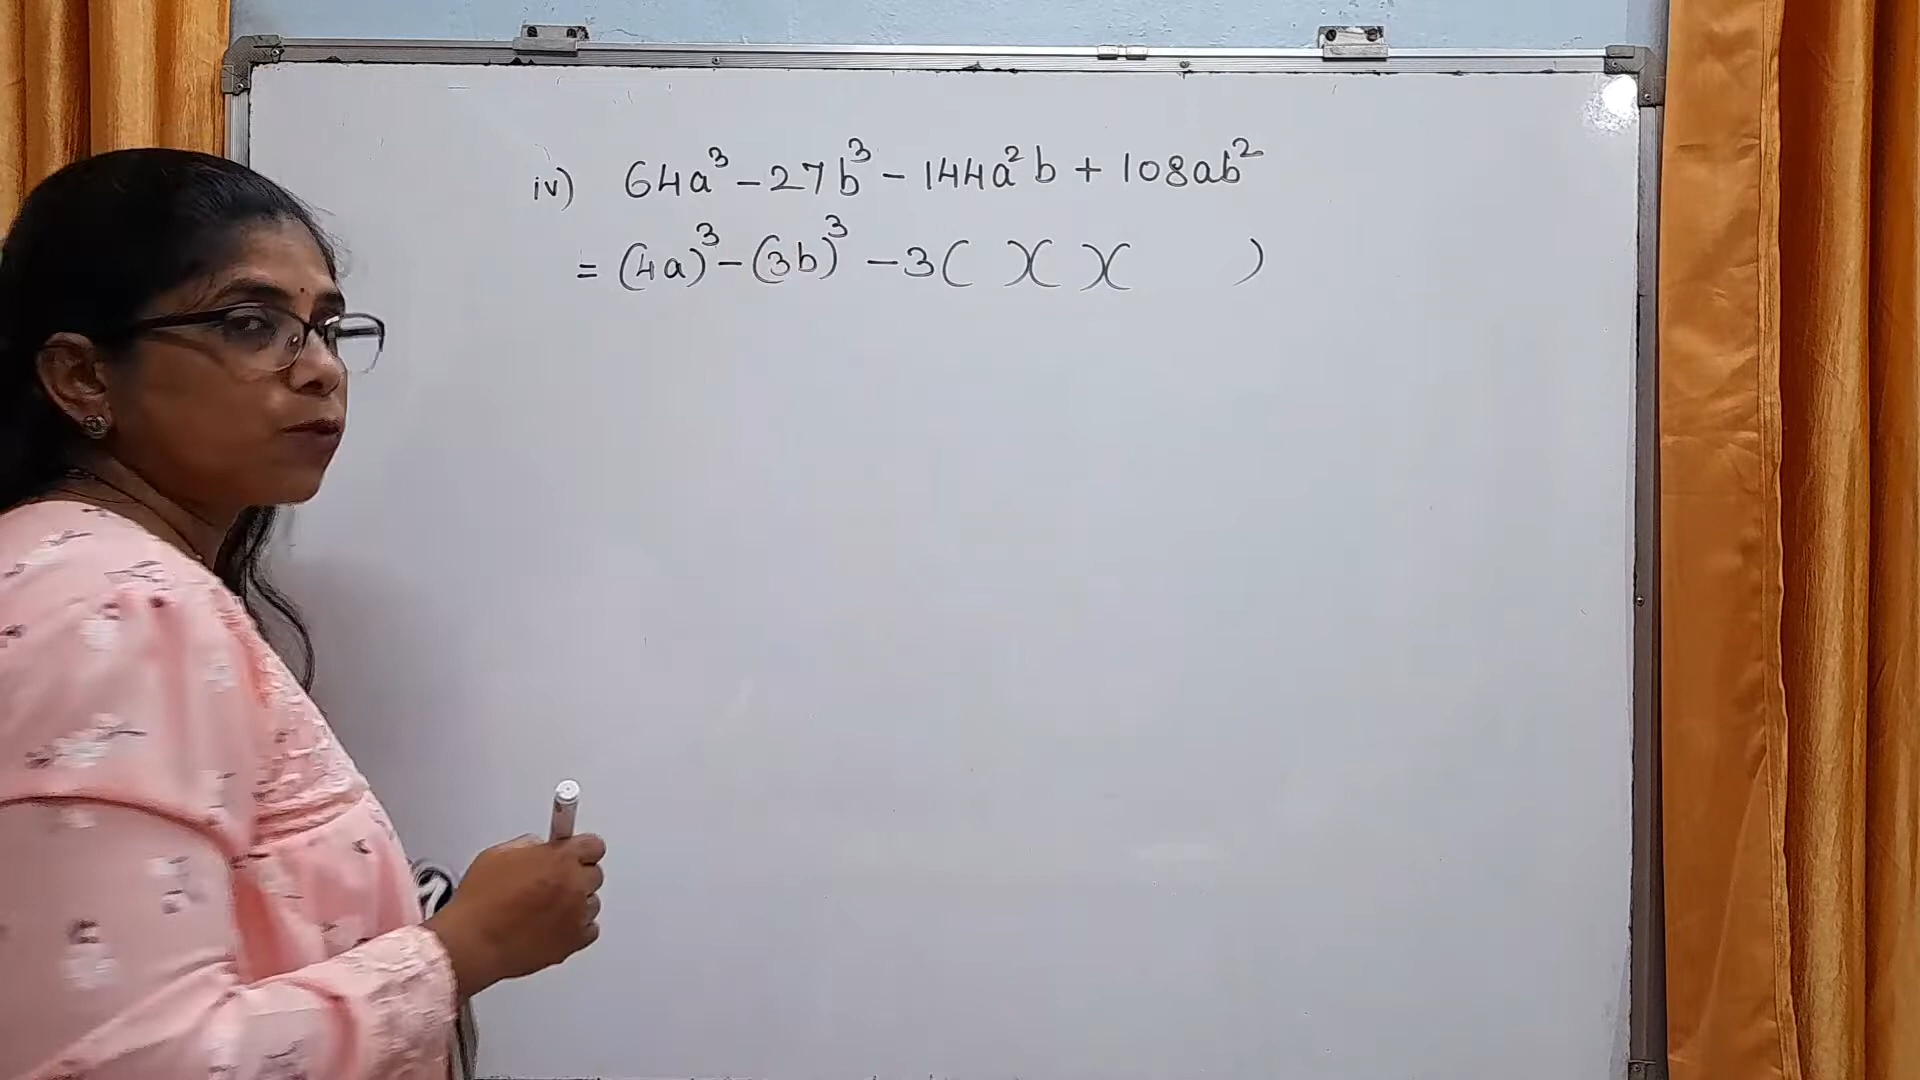 iv) 64a³ - 27b³ - 144a²b + 108ab²
= (4a)³ - (3b)³ - 3( )( )( )